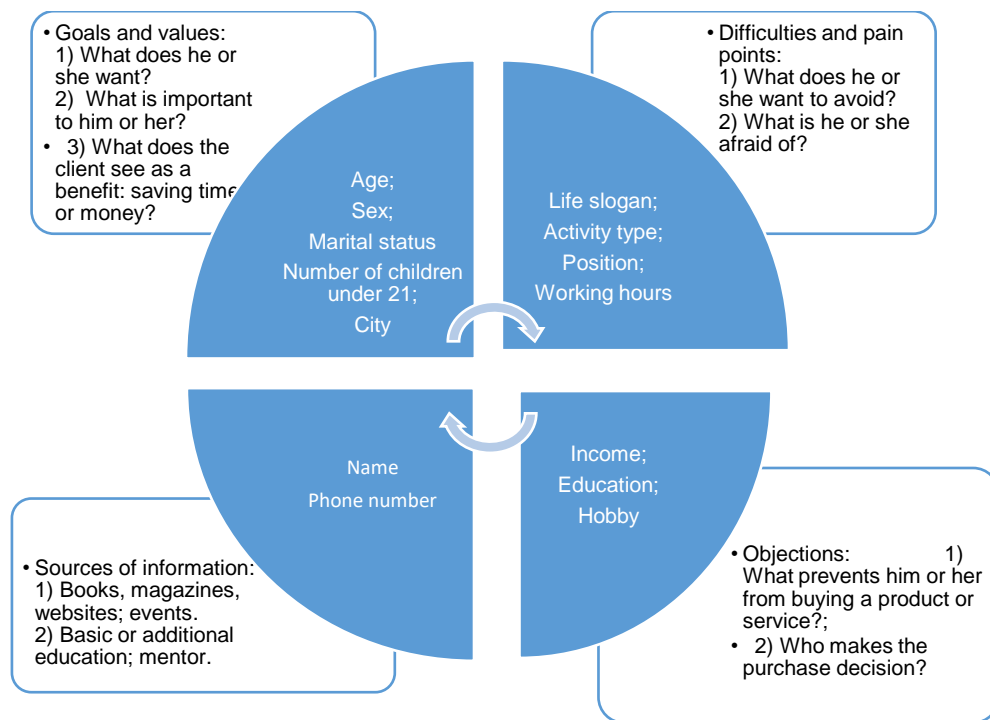 • Goals and values:
1) What does he or
she want?
2) What is important
to him or her?
• 3) What does the
client see as a
benefit: saving time
or money?
• Difficulties and pain
points:
1) What does he or
she want to avoid?
2) What is he or she
afraid of?
Age;
Sex;
Marital status
Number of children
under 21;
City
Life slogan;
Activity type;
Position;
Working hours
Name
Phone number
Income;
Education;
Hobby
• Sources of information:
1) Books, magazines,
websites; events.
2) Basic or additional
education; mentor.
• Objections: 1)
What prevents him or her
from buying a product or
service?;
• 2) Who makes the
purchase decision?